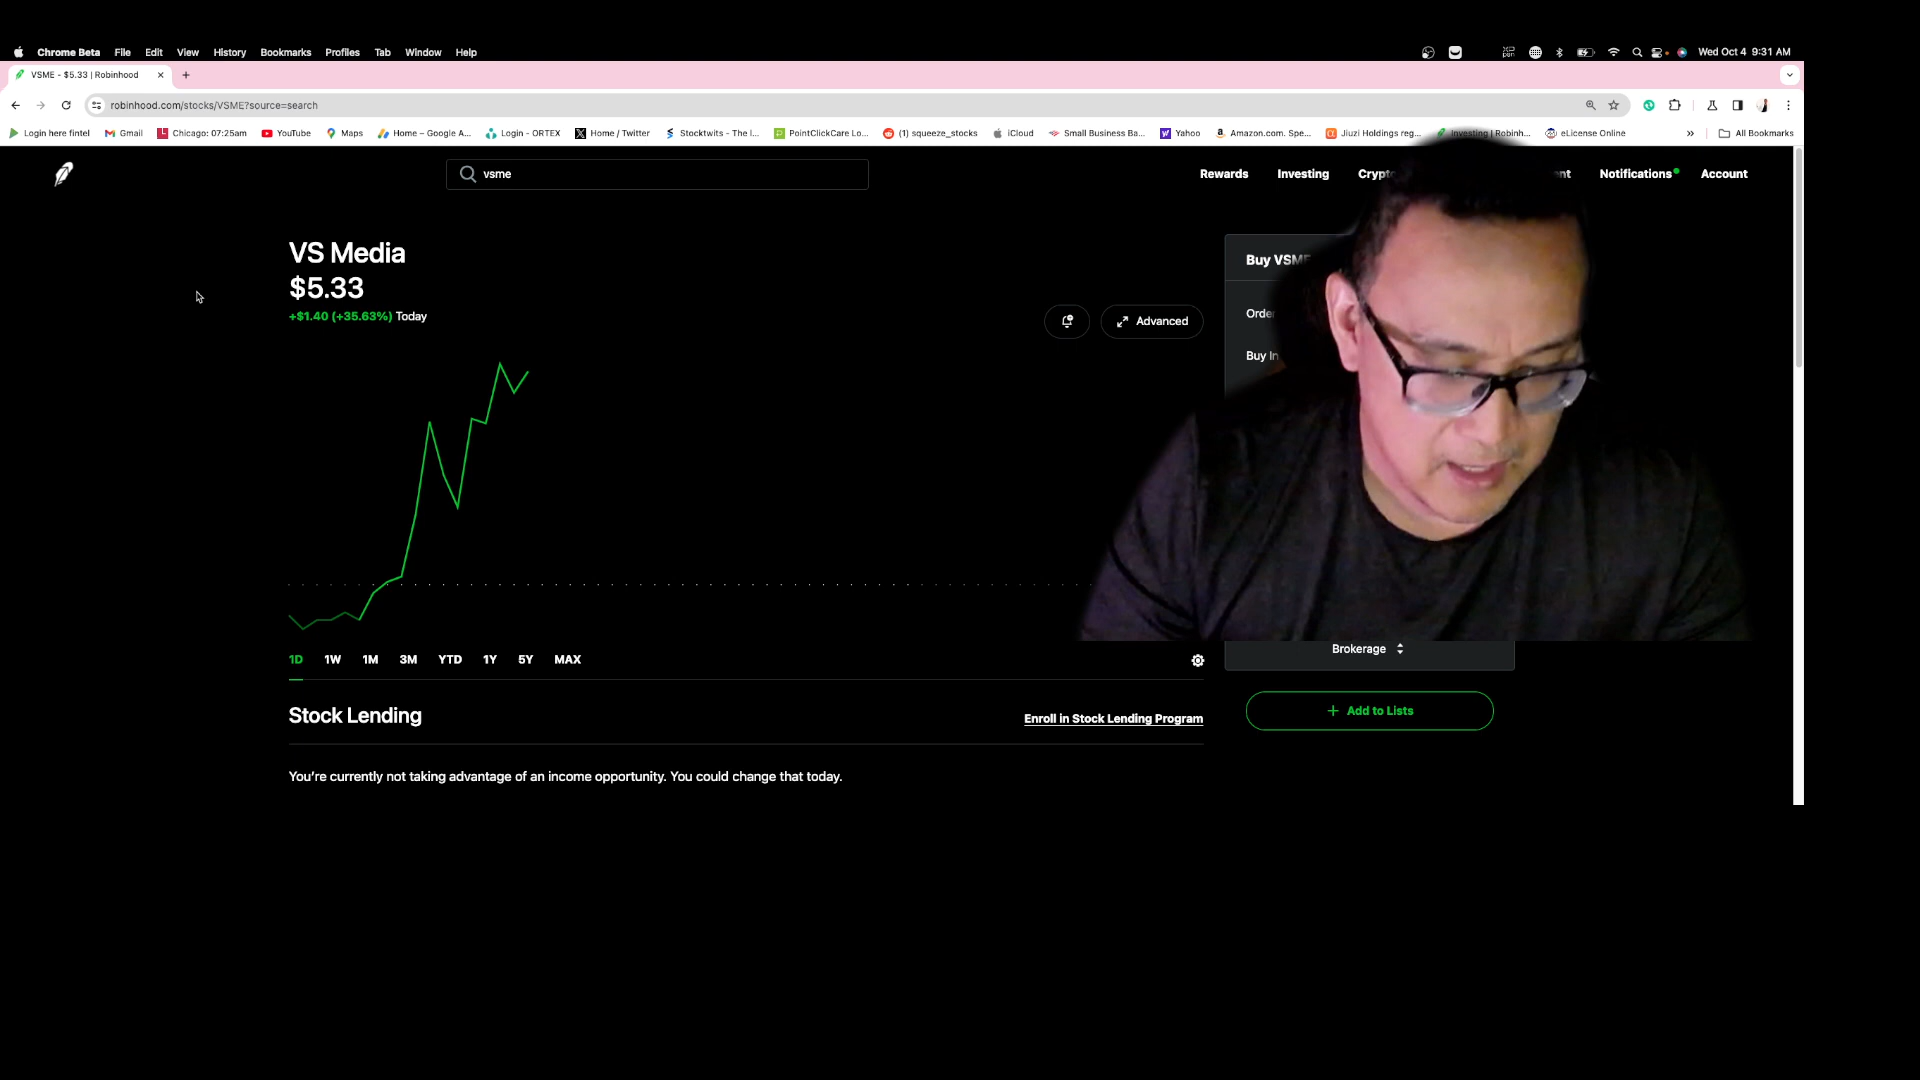 Chrome Beta File Edit View History Bookmarks Profiles Tab Window Help Wed Oct 4 9:31 AM
VSME - $5.33 | Robinhood
robinhood.com/stocks/VSME?source=search
Login here fintel Gmail Chicago: 07:25am YouTube Maps Home – Google A... Login - ORTEX Home / Twitter Stocktwits - The l... PointClickCare Lo... (1) squeeze_stocks iCloud Small Business Ba... Yahoo Amazon.com. Spe... Jiuzi Holdings reg... Investing | Robinh... eLicense Online » All Bookmarks
vsme
Rewards Investing Crypto nt Notifications Account
VS Media
$5.33
+$1.40 (+35.63%) Today
Advanced
Buy VSME
Order
Buy In
1D 1W 1M 3M YTD 1Y 5Y MAX
Brokerage
Stock Lending
Enroll in Stock Lending Program
+ Add to Lists
You're currently not taking advantage of an income opportunity. You could change that today.